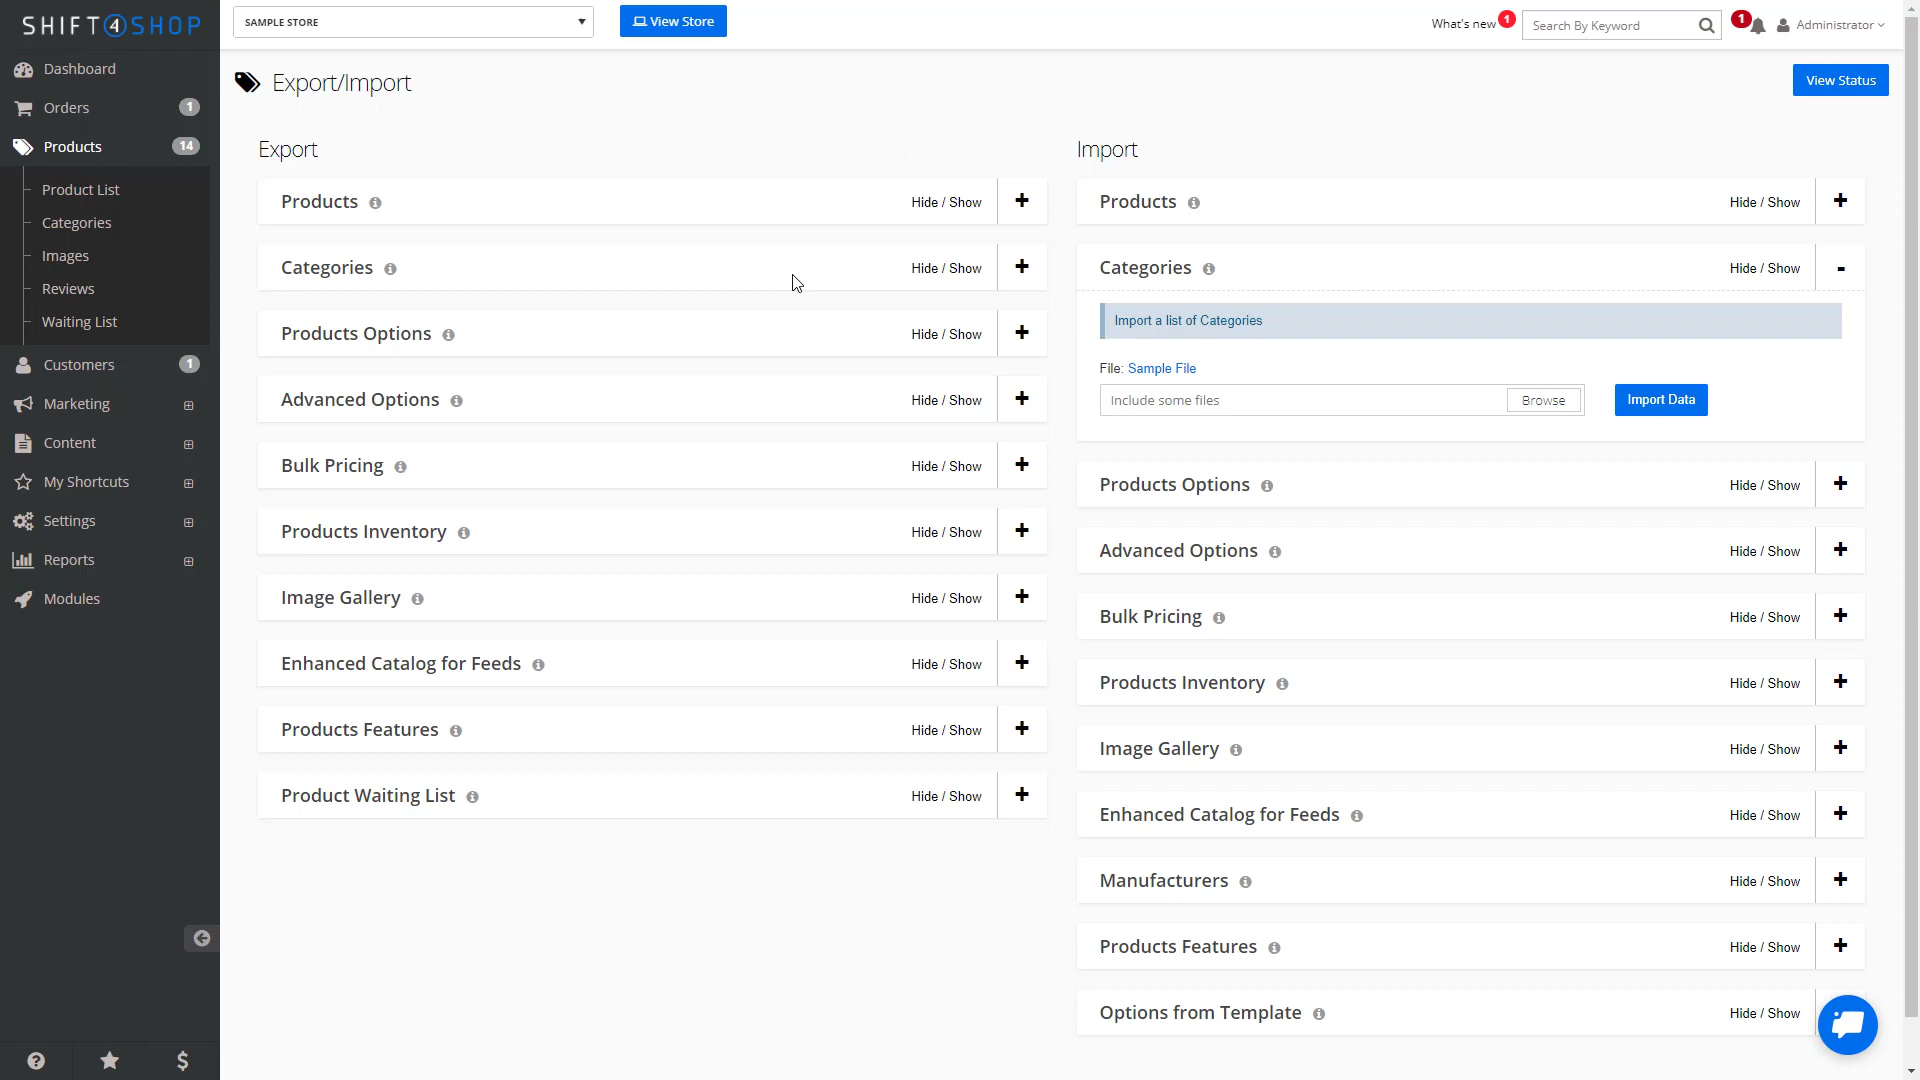 SHIFT4SHOP
SAMPLE STORE
View Store
What's new 1
Search By Keyword
1
Administrator
Dashboard
Orders 1
Products 14
Product List
Categories
Images
Reviews
Waiting List
Customers 1
Marketing
Content
My Shortcuts
Settings
Reports
Modules
Export/Import
View Status
Export
Products Hide / Show
Categories Hide / Show
Products Options Hide / Show
Advanced Options Hide / Show
Bulk Pricing Hide / Show
Products Inventory Hide / Show
Image Gallery Hide / Show
Enhanced Catalog for Feeds Hide / Show
Products Features Hide / Show
Product Waiting List Hide / Show
Import
Products Hide / Show
Categories Hide / Show
Import a list of Categories
File: Sample File
Include some files Browse Import Data
Products Options Hide / Show
Advanced Options Hide / Show
Bulk Pricing Hide / Show
Products Inventory Hide / Show
Image Gallery Hide / Show
Enhanced Catalog for Feeds Hide / Show
Manufacturers Hide / Show
Products Features Hide / Show
Options from Template Hide / Show